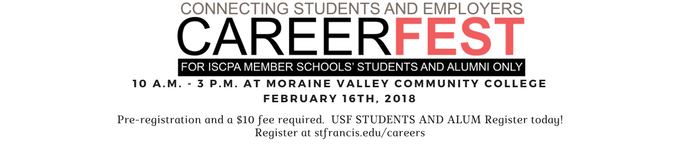 CONNECTING STUDENTS AND EMPLOYERS
CAREERFEST
FOR ISCPA MEMBER SCHOOLS' STUDENTS AND ALUMNI ONLY
10 A.M. - 3 P.M. AT MORAINE VALLEY COMMUNITY COLLEGE
FEBRUARY 16TH, 2018
Pre-registration and a $10 fee required.  USF STUDENTS AND ALUM Register today!
Register at stfrancis.edu/careers